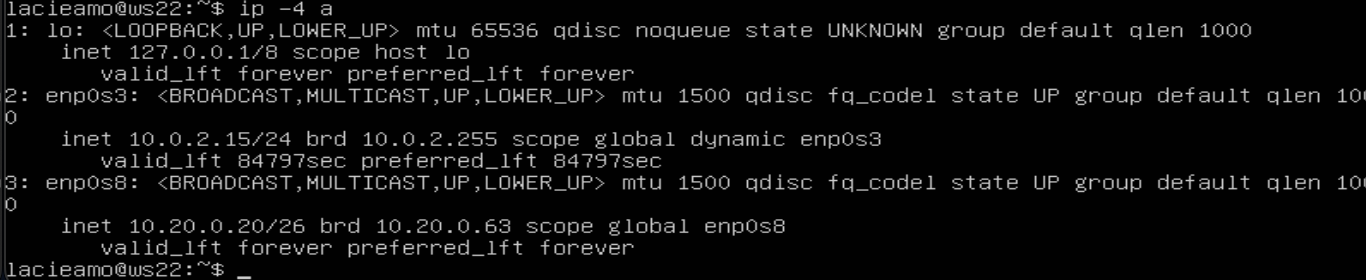 lacieamo@ws22:~$ ip -4 a
1: lo: <LOOPBACK,UP,LOWER_UP> mtu 65536 qdisc noqueue state UNKNOWN group default qlen 1000
    inet 127.0.0.1/8 scope host lo
       valid_lft forever preferred_lft forever
2: enp0s3: <BROADCAST,MULTICAST,UP,LOWER_UP> mtu 1500 qdisc fq_codel state UP group default qlen 100
0
    inet 10.0.2.15/24 brd 10.0.2.255 scope global dynamic enp0s3
       valid_lft 84797sec preferred_lft 84797sec
3: enp0s8: <BROADCAST,MULTICAST,UP,LOWER_UP> mtu 1500 qdisc fq_codel state UP group default qlen 100
0
    inet 10.20.0.20/26 brd 10.20.0.63 scope global enp0s8
       valid_lft forever preferred_lft forever
lacieamo@ws22:~$ _